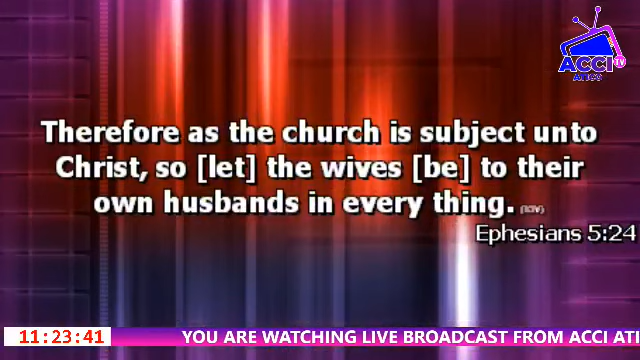 ACCI TV
Therefore as the church is subject unto
Christ, so [let] the wives [be] to their
own husbands in every thing.
Ephesians 5:24
11:23:41
YOU ARE WATCHING LIVE BROADCAST FROM ACCI ATI